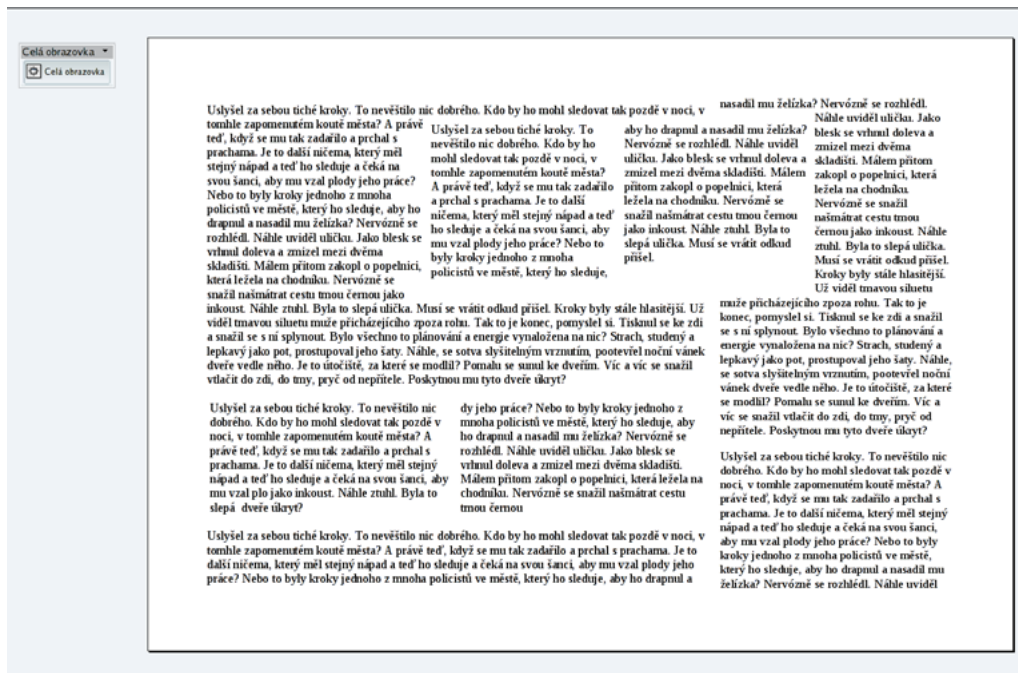 Celá obrazovka
Celá obrazovka
Uslyšel za sebou tiché kroky. To nevěštilo nic dobrého. Kdo by ho mohl sledovat tak pozdě v noci, v
tomhle zapomenutém koutě města? A právě
teď, když se mu tak zadařilo a prchal s
prachama. Je to další ničema, který měl
stejný nápad a teď ho sleduje a čeká na
svou šanci, aby mu vzal plody jeho práce?
Nebo to byly kroky jednoho z mnoha
policistů ve městě, který ho sleduje, aby ho
drapnul a nasadil mu želízka? Nervózně se
rozhlédl. Náhle uviděl uličku. Jako blesk se
vrhnul doleva a zmizel mezi dvěma
skladišti. Málem přitom zakopl o popelnici,
která ležela na chodníku. Nervózně se
snažil našmátrat cestu tmou černou jako
inkoust. Náhle ztuhl. Byla to slepá ulička. Musí se vrátit odkud přišel. Kroky byly stále hlasitější. Už
viděl tmavou siluetu muže přicházejícího zpoza rohu. Tak to je konec, pomyslel si. Tisknul se ke zdi
a snažil se s ní splynout. Bylo všechno to plánování a energie vynaložena na nic? Strach, studený a
lepkavý jako pot, prostupoval jeho šaty. Náhle, se sotva slyšitelným vrznutím, pootevřel noční vánek
dveře vedle něho. Je to útočiště, za které se modlil? Pomalu se sunul ke dveřím. Víc a víc se snažil
vtlačit do zdi, do tmy, pryč od nepřítele. Poskytnou mu tyto dveře úkryt?
Uslyšel za sebou tiché kroky. To
nevěštilo nic dobrého. Kdo by ho
mohl sledovat tak pozdě v noci, v
tomhle zapomenutém koutě města?
A právě teď, když se mu tak zadařilo
a prchal s prachama. Je to další
ničema, který měl stejný nápad a teď
ho sleduje a čeká na svou šanci, aby
mu vzal plody jeho práce? Nebo to
byly kroky jednoho z mnoha
policistů ve městě, který ho sleduje,
aby ho drapnul a nasadil mu želízka?
Nervózně se rozhlédl. Náhle uviděl
uličku. Jako blesk se vrhnul doleva a
zmizel mezi dvěma skladišti. Málem
přitom zakopl o popelnici, která
ležela na chodníku. Nervózně se
snažil našmátrat cestu tmou černou
jako inkoust. Náhle ztuhl. Byla to
slepá ulička. Musí se vrátit odkud
přišel.
Uslyšel za sebou tiché kroky. To nevěštilo nic
dobrého. Kdo by ho mohl sledovat tak pozdě v
noci, v tomhle zapomenutém koutě města? A
právě teď, když se mu tak zadařilo a prchal s
prachama. Je to další ničema, který měl stejný
nápad a teď ho sleduje a čeká na svou šanci, aby
mu vzal plo jako inkoust. Náhle ztuhl. Byla to
slepá dveře úkryt?
dy jeho práce? Nebo to byly kroky jednoho z
mnoha policistů ve městě, který ho sleduje, aby
ho drapnul a nasadil mu želízka? Nervózně se
rozhlédl. Náhle uviděl uličku. Jako blesk se
vrhnul doleva a zmizel mezi dvěma skladišti.
Málem přitom zakopl o popelnici, která ležela na
chodníku. Nervózně se snažil našmátrat cestu
tmou černou
Uslyšel za sebou tiché kroky. To nevěštilo nic dobrého. Kdo by ho mohl sledovat tak pozdě v noci, v
tomhle zapomenutém koutě města? A právě teď, když se mu tak zadařilo a prchal s prachama. Je to
další ničema, který měl stejný nápad a teď ho sleduje a čeká na svou šanci, aby mu vzal plody jeho
práce? Nebo to byly kroky jednoho z mnoha policistů ve městě, který ho sleduje, aby ho drapnul a
nasadil mu želízka? Nervózně se rozhlédl.
Náhle uviděl uličku. Jako
blesk se vrhnul doleva a
zmizel mezi dvěma
skladišti. Málem přitom
zakopl o popelnici, která
ležela na chodníku.
Nervózně se snažil
našmátrat cestu tmou
černou jako inkoust. Náhle
ztuhl. Byla to slepá ulička.
Musí se vrátit odkud přišel.
Kroky byly stále hlasitější.
Už viděl tmavou siluetu
muže přicházejícího zpoza rohu. Tak to je
konec, pomyslel si. Tisknul se ke zdi a snažil
se s ní splynout. Bylo všechno to plánování a
energie vynaložena na nic? Strach, studený a
lepkavý jako pot, prostupoval jeho šaty. Náhle,
se sotva slyšitelným vrznutím, pootevřel noční
vánek dveře vedle něho. Je to útočiště, za které
se modlil? Pomalu se sunul ke dveřím. Víc a
víc se snažil vtlačit do zdi, do tmy, pryč od
nepřítele. Poskytnou mu tyto dveře úkryt?
Uslyšel za sebou tiché kroky. To nevěštilo nic
dobrého. Kdo by ho mohl sledovat tak pozdě v
noci, v tomhle zapomenutém koutě města? A
právě teď, když se mu tak zadařilo a prchal s
prachama. Je to další ničema, který měl stejný
nápad a teď ho sleduje a čeká na svou šanci,
aby mu vzal plody jeho práce? Nebo to byly
kroky jednoho z mnoha policistů ve městě,
který ho sleduje, aby ho drapnul a nasadil mu
želízka? Nervózně se rozhlédl. Náhle uviděl